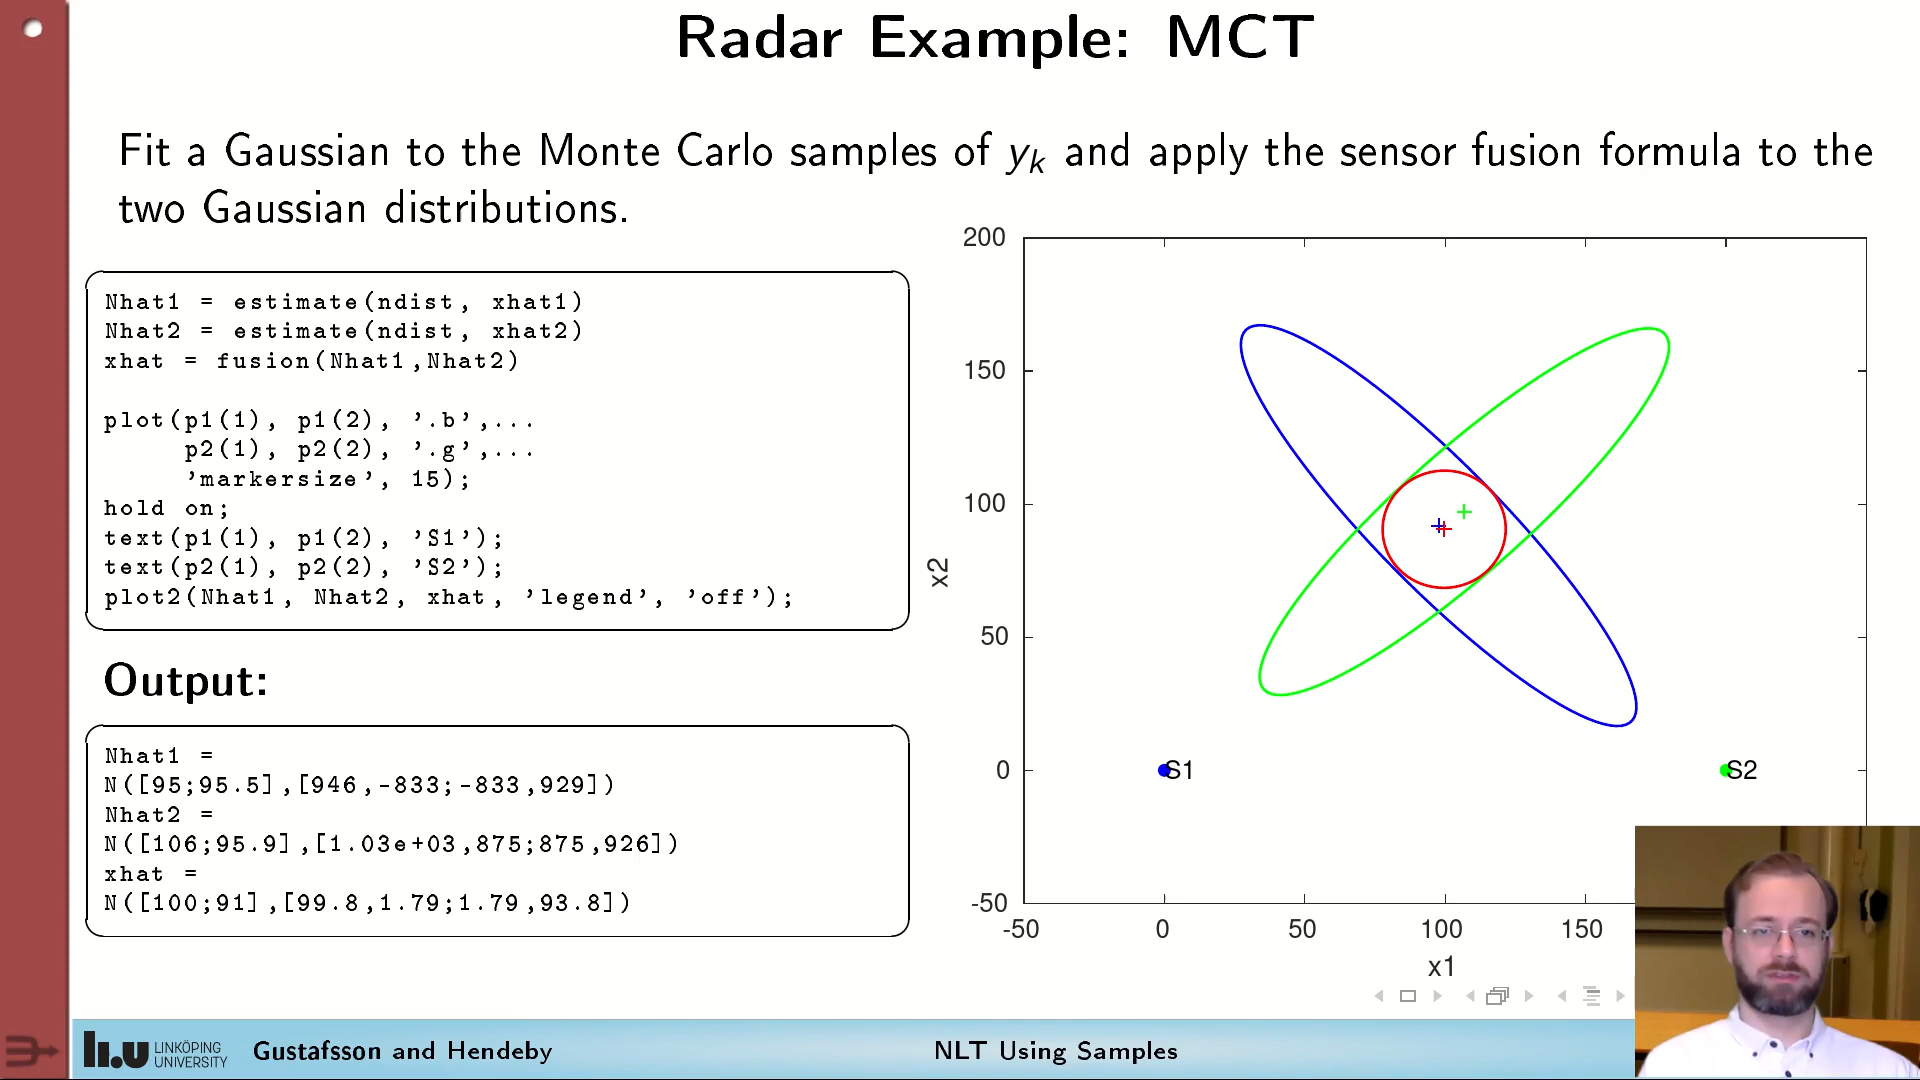 Radar Example: MCT
Fit a Gaussian to the Monte Carlo samples of yk and apply the sensor fusion formula to the
two Gaussian distributions.
Nhat1 = estimate(ndist, xhat1)
Nhat2 = estimate(ndist, xhat2)
xhat = fusion(Nhat1,Nhat2)
plot(p1(1), p1(2), '.b',...
p2(1), p2(2), '.g',...
'markersize', 15);
hold on;
text(p1(1), p1(2), 'S1');
text(p2(1), p2(2), 'S2');
plot2(Nhat1, Nhat2, xhat, 'legend', 'off');
Output:
Nhat1 =
N([95;95.5],[946,-833;-833,929])
Nhat2 =
N([106;95.9],[1.03e+03,875;875,926])
xhat =
N([100;91],[99.8,1.79;1.79,93.8])
200
150
100
50
0
-50
x2
S1
S2
-50 0 50 100 150
x1
LINKÖPING
UNIVERSITY
Gustafsson and Hendeby
NLT Using Samples